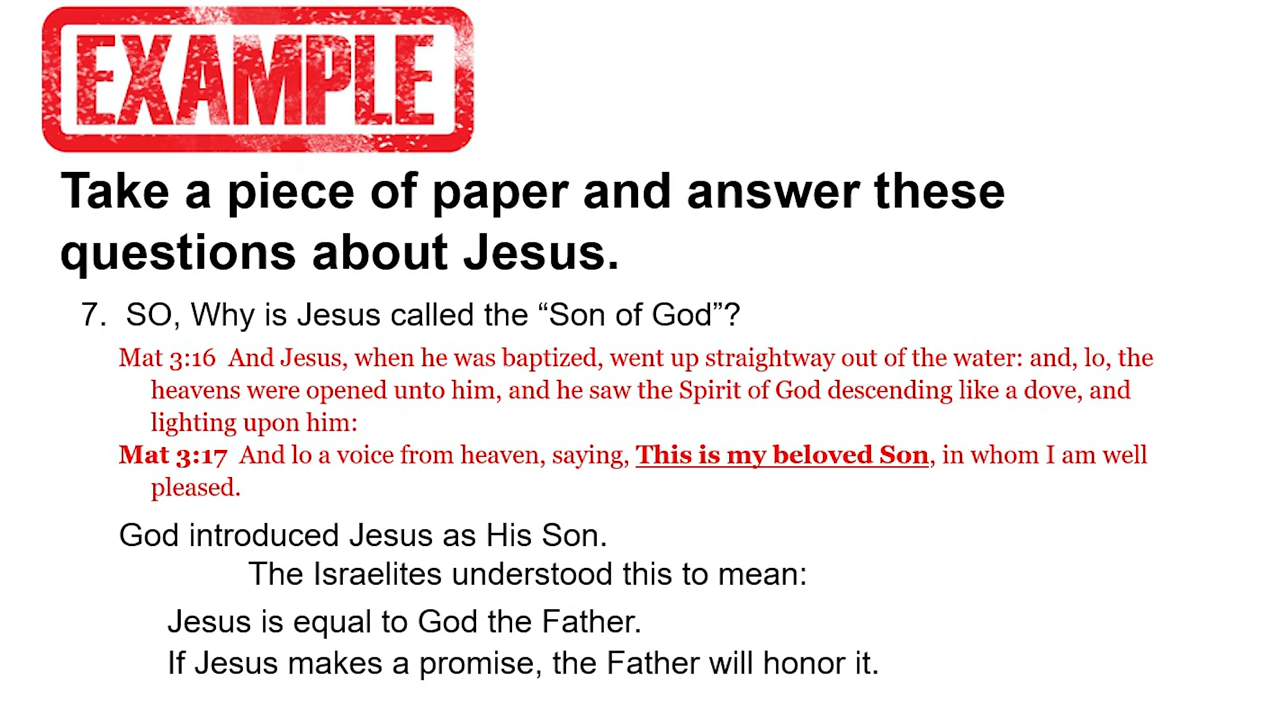 EXAMPLE
Take a piece of paper and answer these
questions about Jesus.
7. SO, Why is Jesus called the “Son of God”?
Mat 3:16 And Jesus, when he was baptized, went up straightway out of the water: and, lo, the
heavens were opened unto him, and he saw the Spirit of God descending like a dove, and
lighting upon him:
Mat 3:17 And lo a voice from heaven, saying, This is my beloved Son, in whom I am well
pleased.
God introduced Jesus as His Son.
The Israelites understood this to mean:
Jesus is equal to God the Father.
If Jesus makes a promise, the Father will honor it.